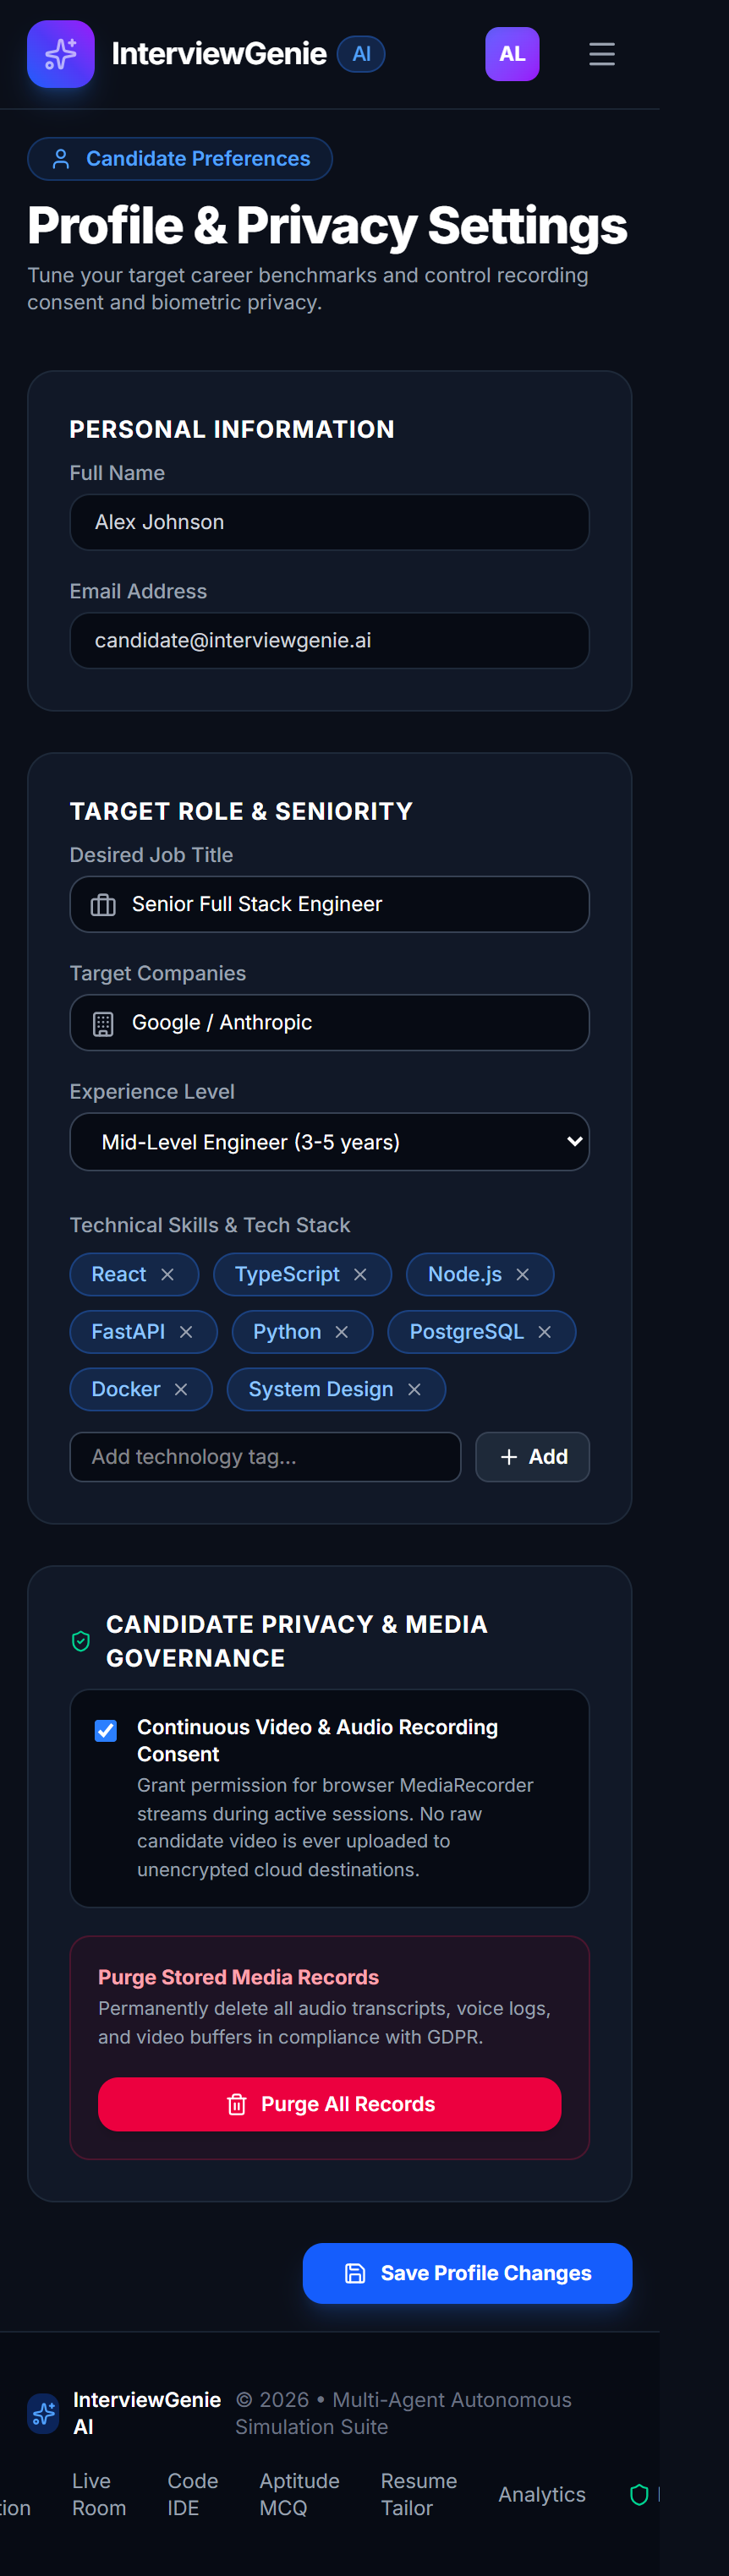 InterviewGenie AI
AL
Candidate Preferences
Profile & Privacy Settings
Tune your target career benchmarks and control recording
consent and biometric privacy.
PERSONAL INFORMATION
Full Name
Alex Johnson
Email Address
candidate@interviewgenie.ai
TARGET ROLE & SENIORITY
Desired Job Title
Senior Full Stack Engineer
Target Companies
Google / Anthropic
Experience Level
Mid-Level Engineer (3-5 years)
Technical Skills & Tech Stack
React TypeScript Node.js
FastAPI Python PostgreSQL
Docker System Design
Add technology tag... + Add
CANDIDATE PRIVACY & MEDIA
GOVERNANCE
Continuous Video & Audio Recording
Consent
Grant permission for browser MediaRecorder
streams during active sessions. No raw
candidate video is ever uploaded to
unencrypted cloud destinations.
Purge Stored Media Records
Permanently delete all audio transcripts, voice logs,
and video buffers in compliance with GDPR.
Purge All Records
Save Profile Changes
InterviewGenie
AI
© 2026 • Multi-Agent Autonomous
Simulation Suite
Live
Room
Code
IDE
Aptitude
MCQ
Resume
Tailor
Analytics